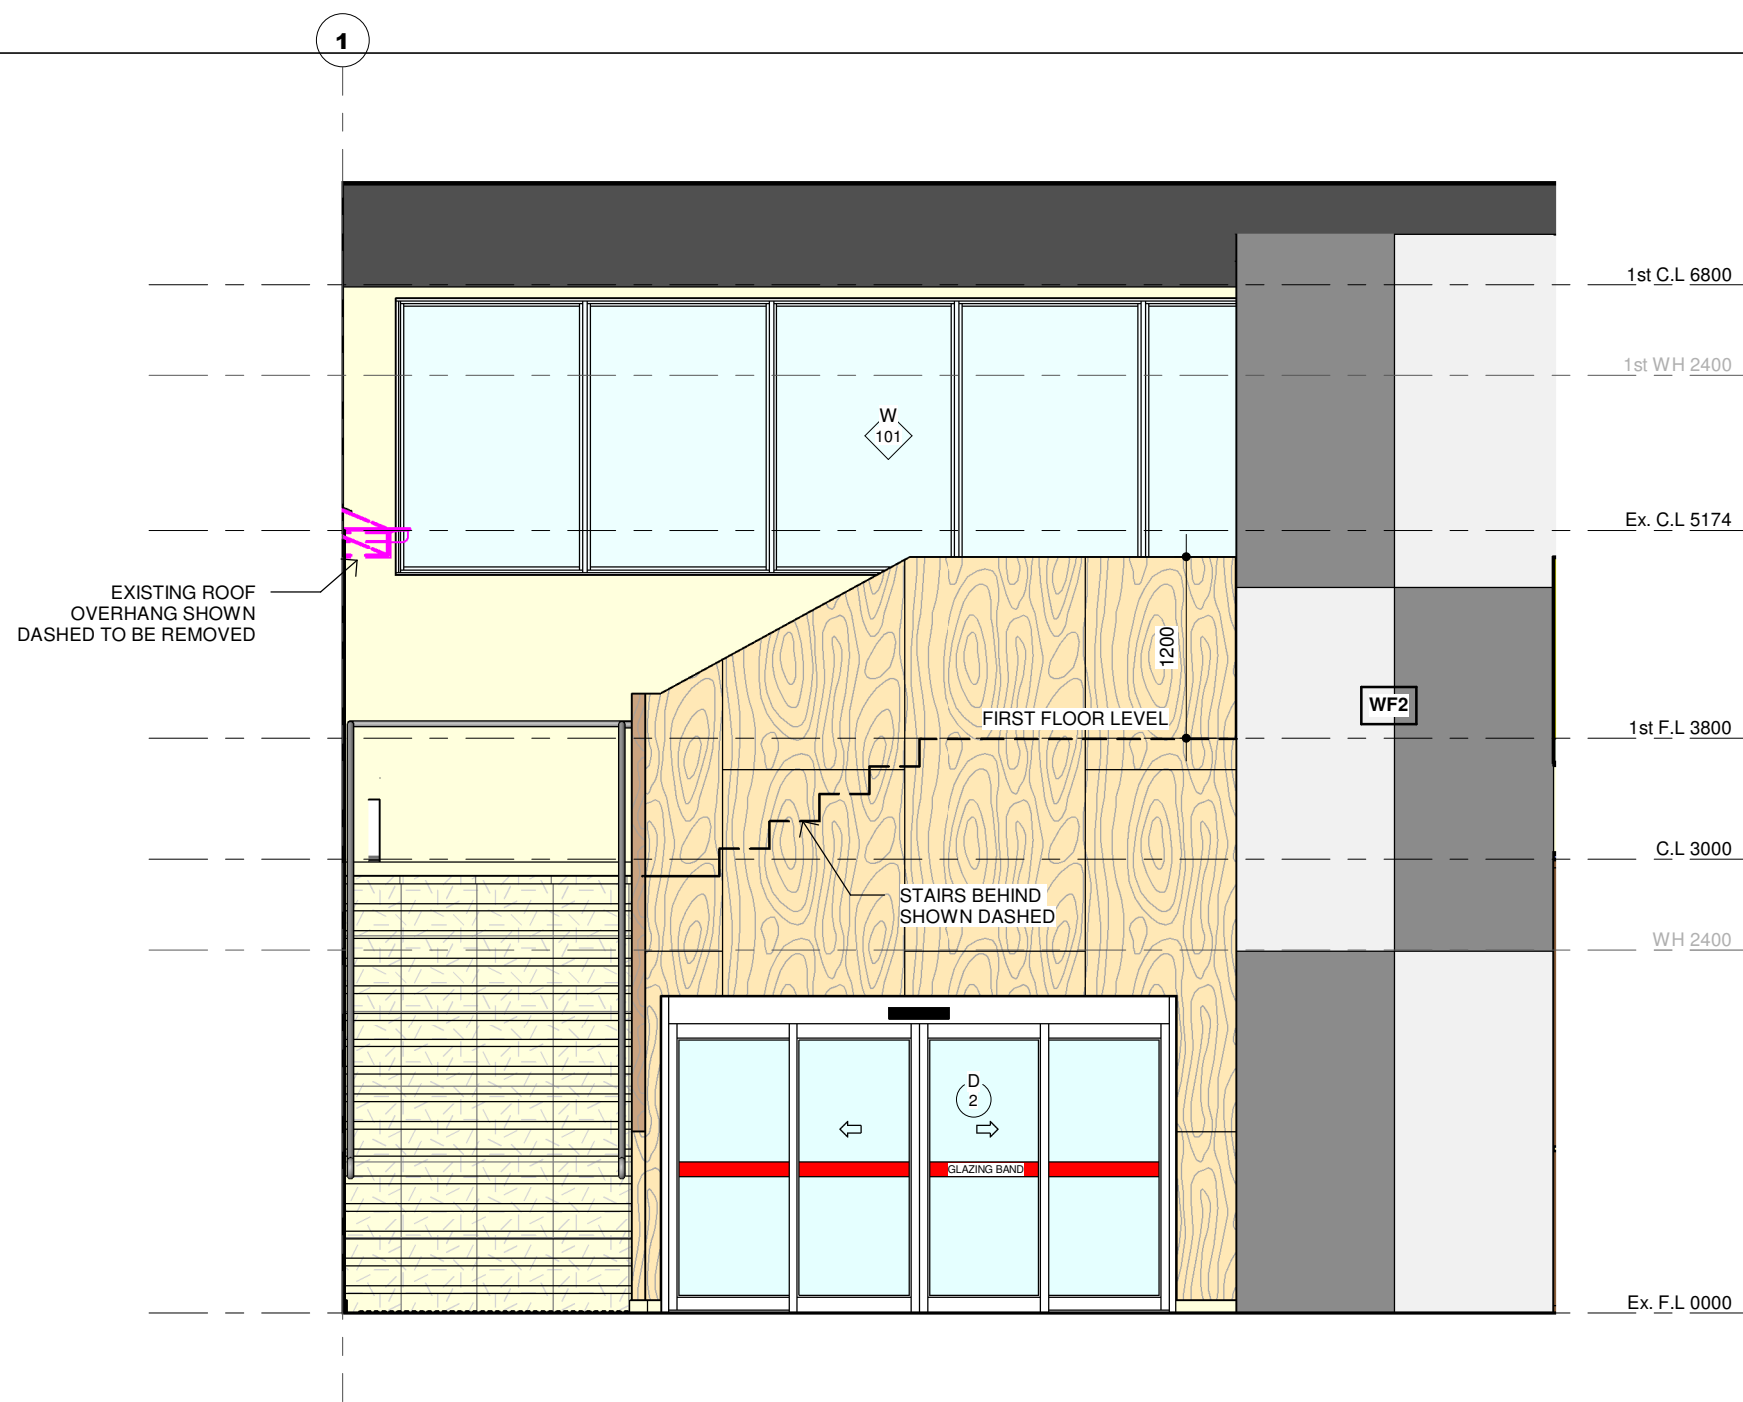 1
1st C.L 6800
1st WH 2400
W
101
Ex. C.L 5174
EXISTING ROOF
OVERHANG SHOWN
DASHED TO BE REMOVED
1200
WF2
FIRST FLOOR LEVEL
1st F.L 3800
C.L 3000
STAIRS BEHIND
SHOWN DASHED
WH 2400
D
2
GLAZING BAND
Ex. F.L 0000